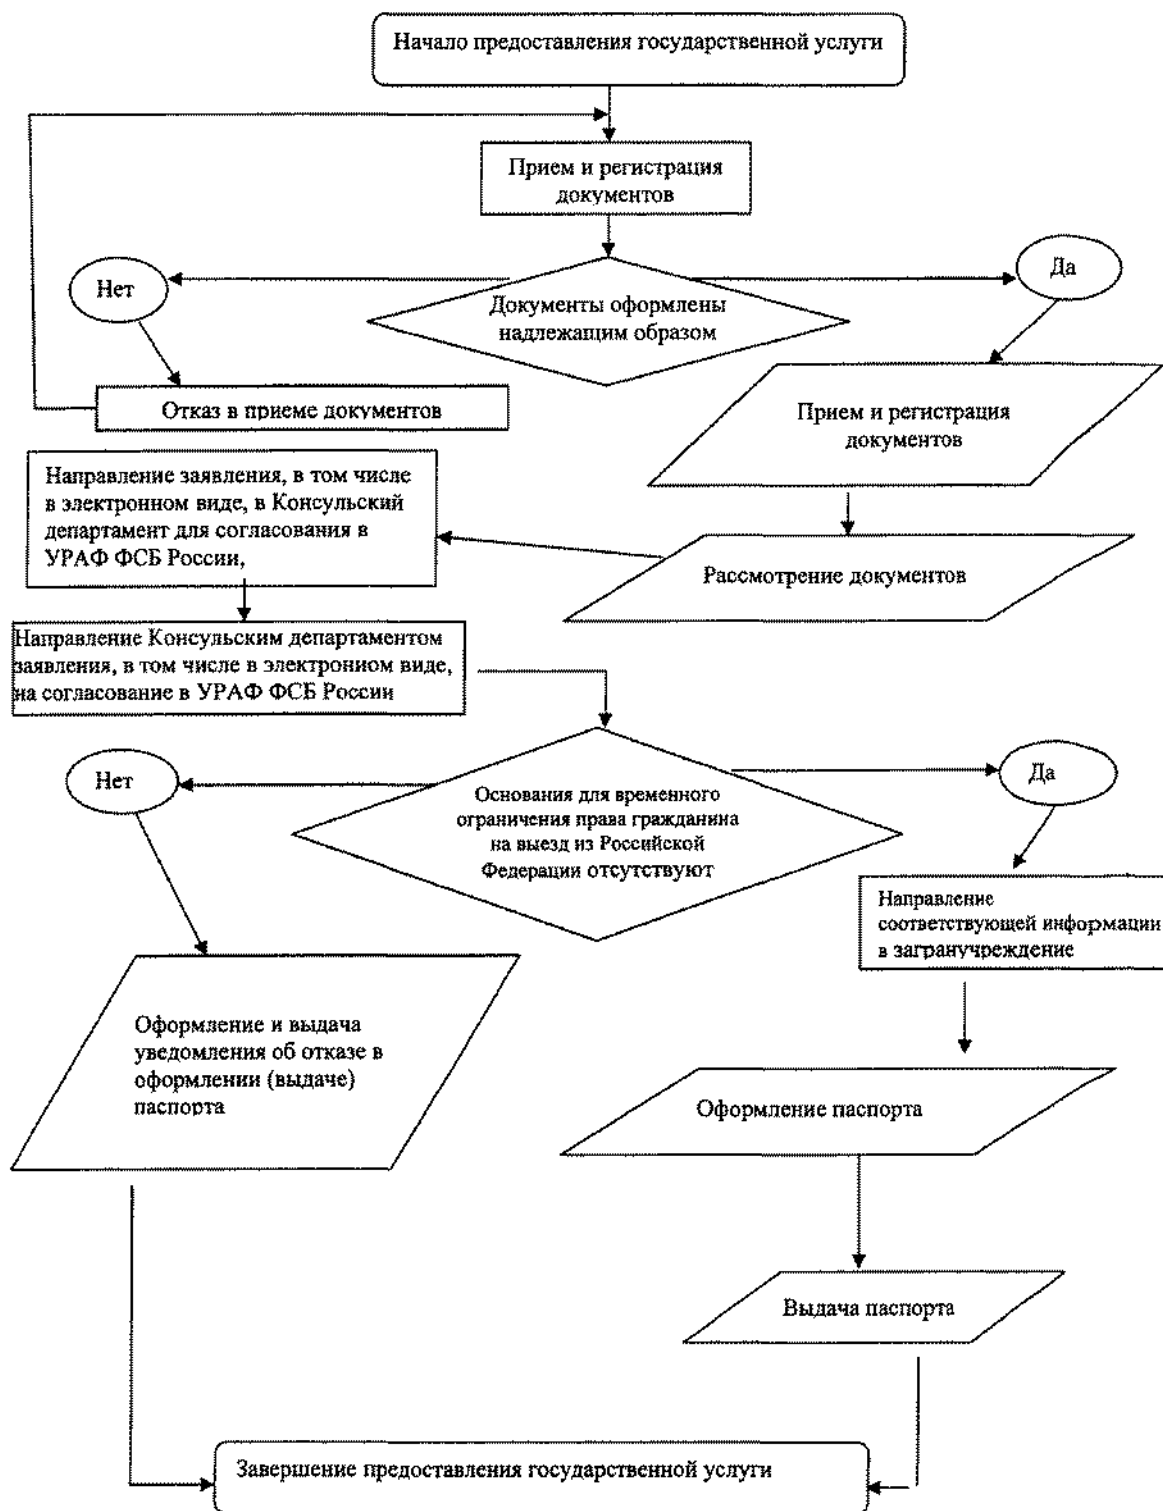 Начало предоставления государственной услуги
Прием и регистрация
документов
Нет
Да
Документы оформлены
надлежащим образом
Отказ в приеме документов
Прием и регистрация
документов
Направление заявления, в том числе
в электронном виде, в Консульский
департамент для согласования в
УРАФ ФСБ России,
Рассмотрение документов
Направление Консульским департаментом
заявления, в том числе в электронном виде,
на согласование в УРАФ ФСБ России
Нет
Да
Основания для временного
ограничения права гражданина
на выезд из Российской
Федерации отсутствуют
Направление
соответствующей информации
в загранучреждение
Оформление и выдача
уведомления об отказе в
оформлении (выдаче)
паспорта
Оформление паспорта
Выдача паспорта
Завершение предоставления государственной услуги